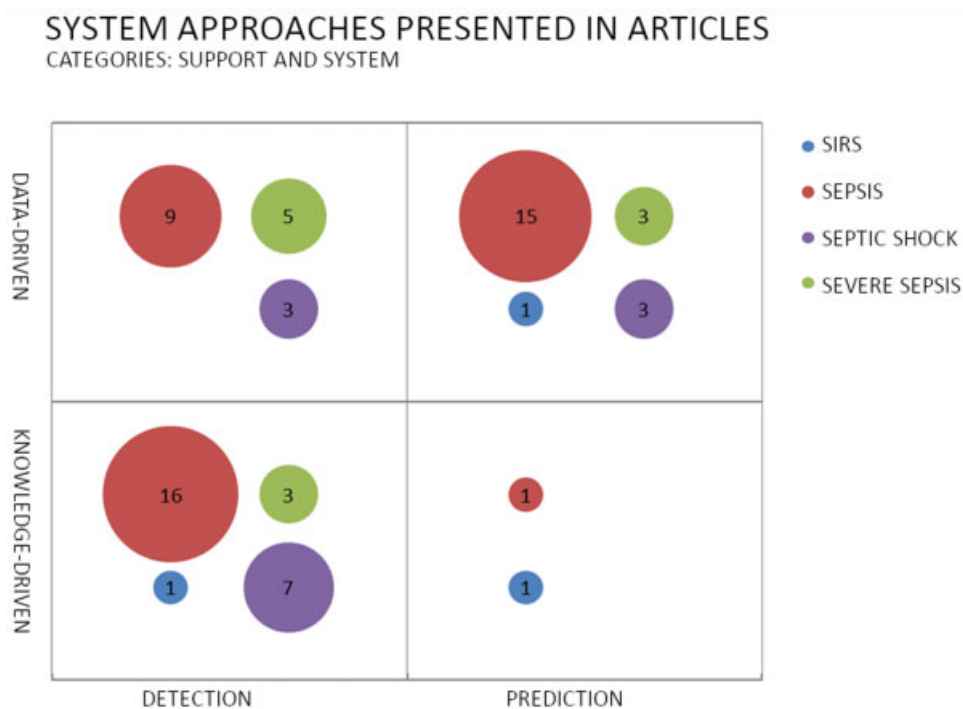 SYSTEM APPROACHES PRESENTED IN ARTICLES
CATEGORIES: SUPPORT AND SYSTEM
DATA-DRIVEN
9
5
3
15
3
1
3
SIRS
SEPSIS
SEPTIC SHOCK
SEVERE SEPSIS
KNOWLEDGE-DRIVEN
16
3
1
7
1
1
DETECTION
PREDICTION